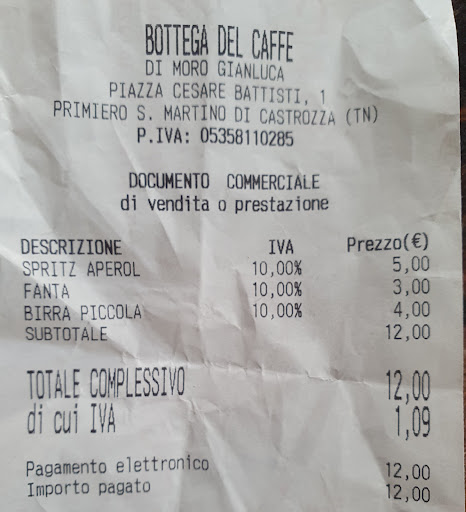 BOTTEGA DEL CAFFE
DI MORO GIANLUCA
PIAZZA CESARE BATTISTI, 1
PRIMIERO S. MARTINO DI CASTROZZA (TN)
P.IVA: 05358110285
DOCUMENTO COMMERCIALE
di vendita o prestazione
DESCRIZIONE IVA Prezzo(€)
SPRITZ APEROL 10,00% 5,00
FANTA 10,00% 3,00
BIRRA PICCOLA 10,00% 4,00
SUBTOTALE 12,00
TOTALE COMPLESSIVO 12,00
di cui IVA 1,09
Pagamento elettronico 12,00
Importo pagato 12,00